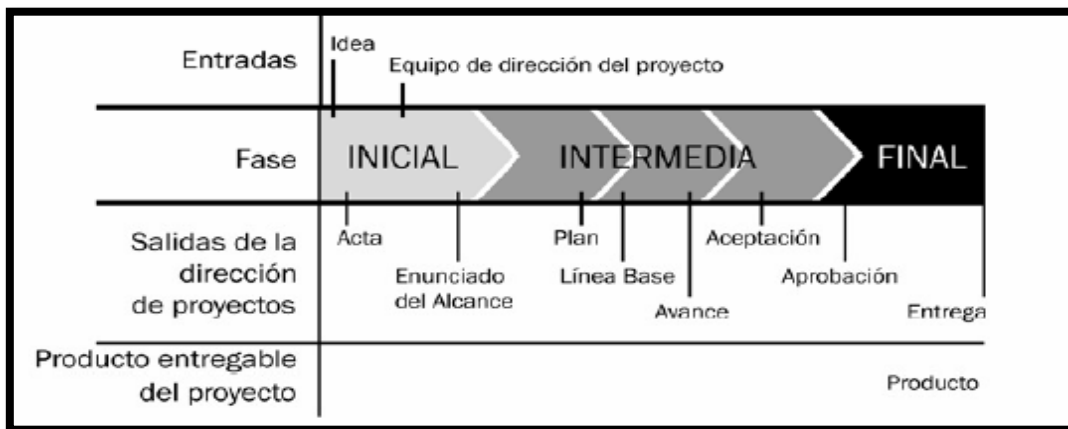 Entradas
Idea
Equipo de dirección del proyecto
Fase
INICIAL
INTERMEDIA
FINAL
Salidas de la
dirección
de proyectos
Acta
Enunciado
del Alcance
Plan
Línea Base
Avance
Aceptación
Aprobación
Entrega
Producto entregable
del proyecto
Producto